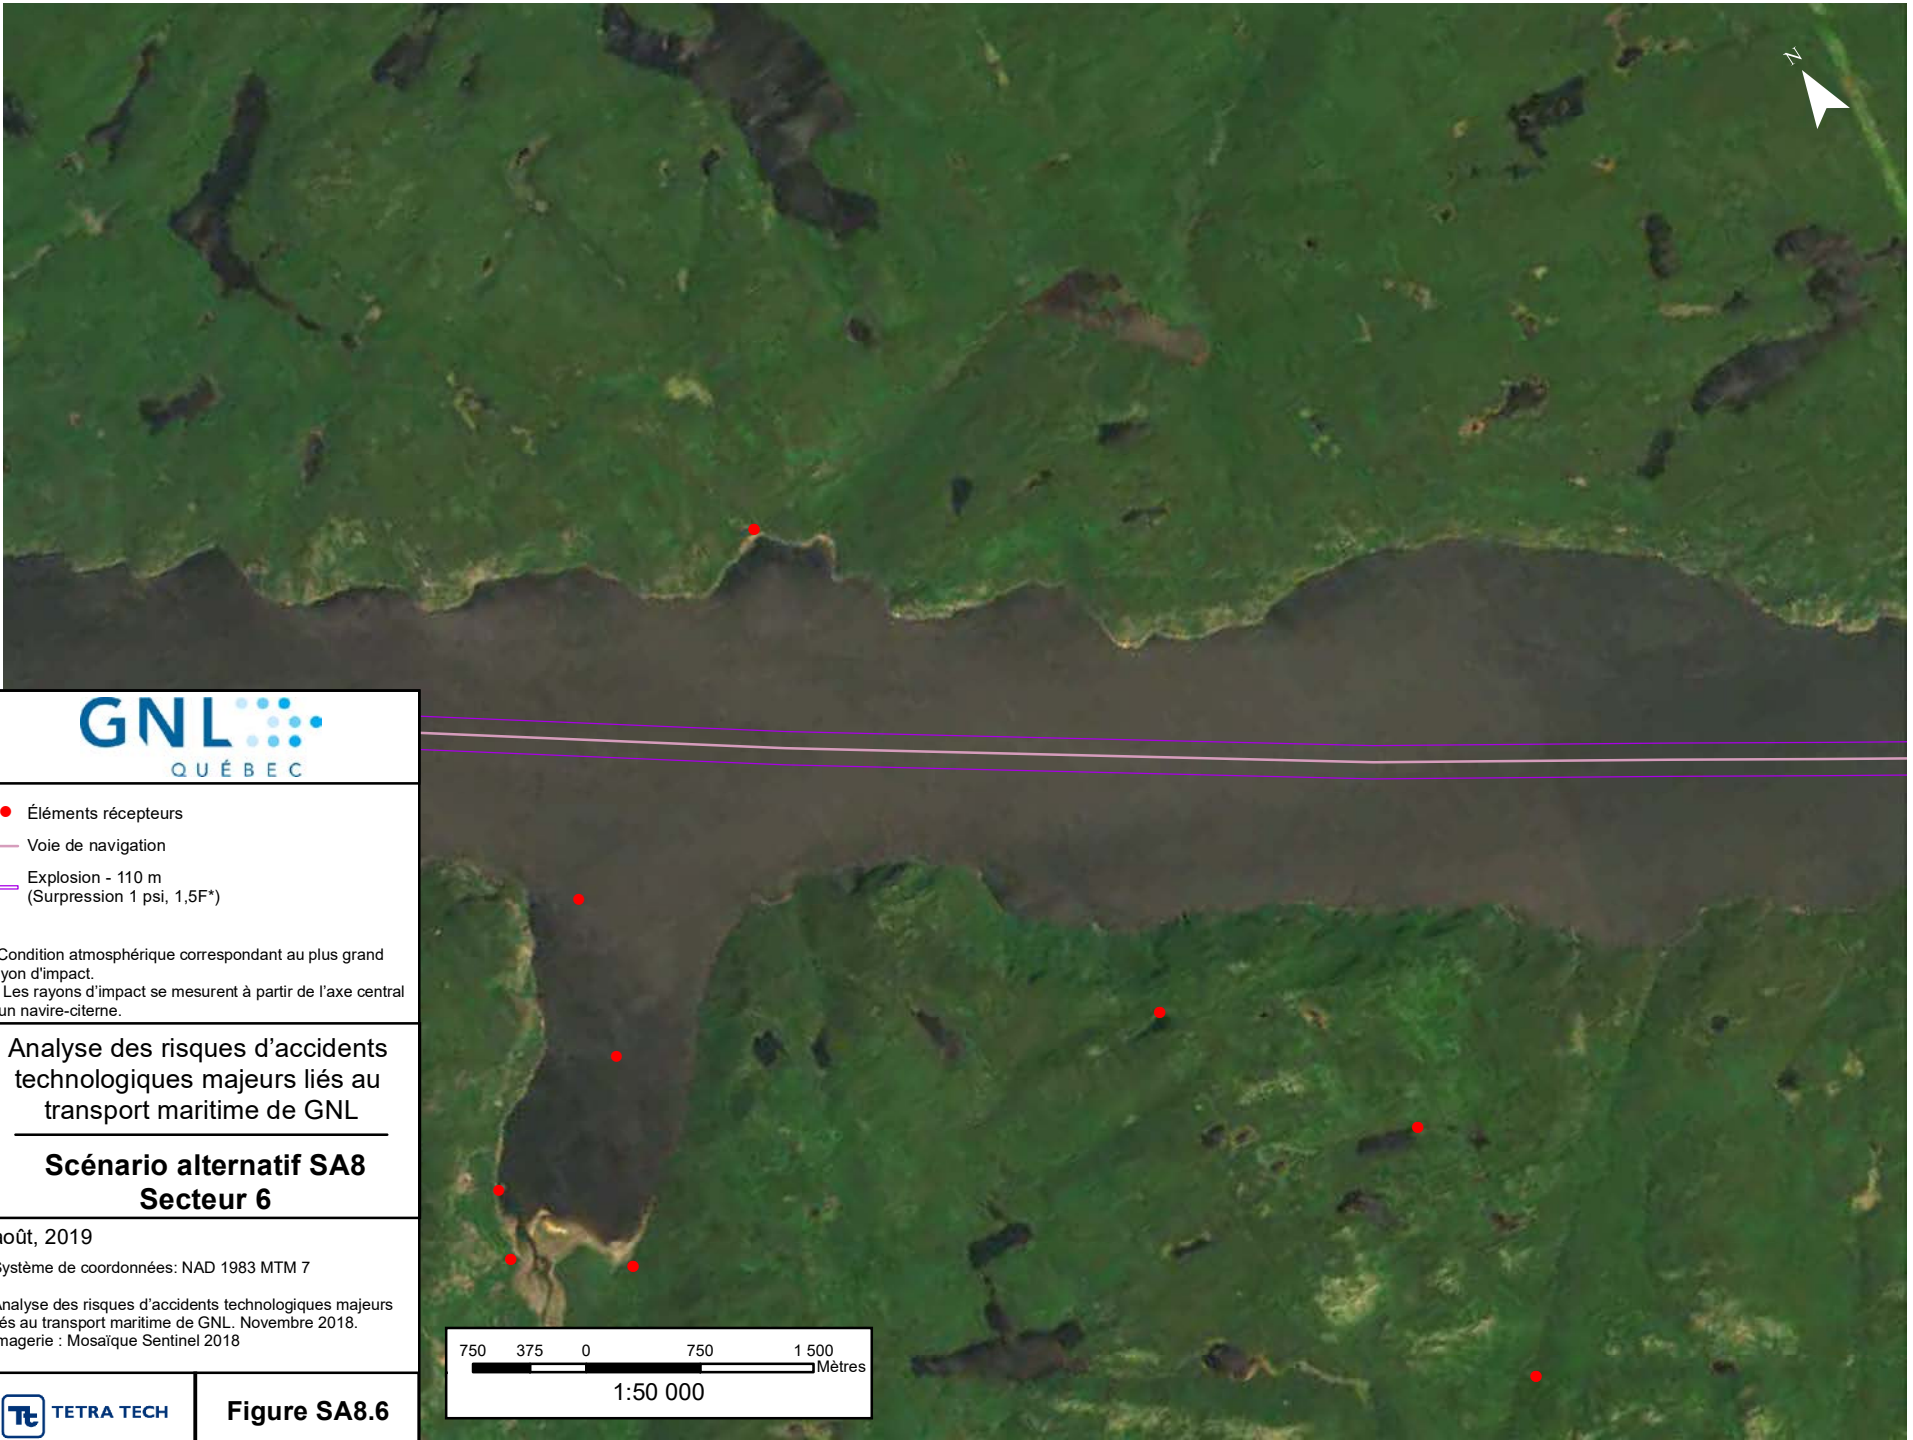 N
GNL
QUÉBEC
Éléments récepteurs
Voie de navigation
Explosion - 110 m
(Surpression 1 psi, 1,5F*)
Condition atmosphérique correspondant au plus grand
yon d'impact.
Les rayons d’impact se mesurent à partir de l’axe central
un navire-citerne.
Analyse des risques d’accidents
technologiques majeurs liés au
transport maritime de GNL
Scénario alternatif SA8
Secteur 6
août, 2019
Système de coordonnées: NAD 1983 MTM 7
Analyse des risques d’accidents technologiques majeurs
és au transport maritime de GNL. Novembre 2018.
magerie : Mosaïque Sentinel 2018
TETRA TECH
Figure SA8.6
750 375 0 750 1 500
Mètres
1:50 000